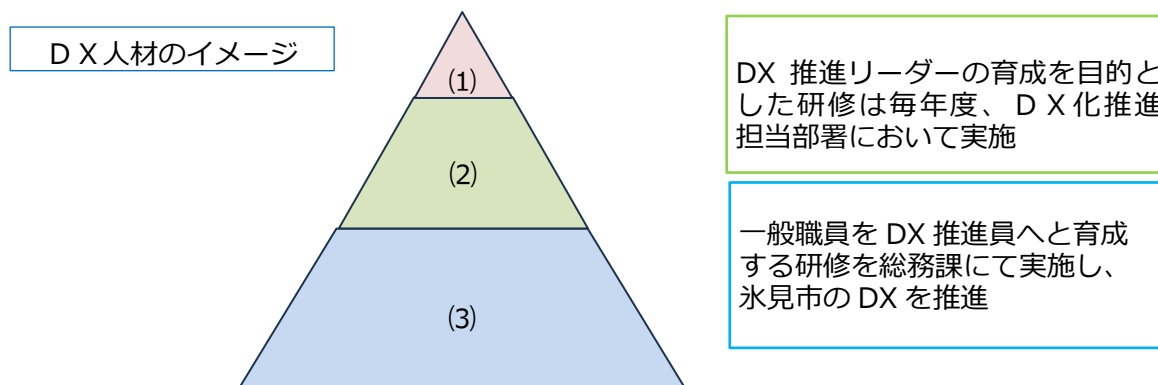 ＤＸ人材のイメージ
⑴
⑵
⑶
DX 推進リーダーの育成を目的と
した研修は毎年度、ＤＸ化推進
担当部署において実施
一般職員を DX 推進員へと育成
する研修を総務課にて実施し、
氷見市の DX を推進